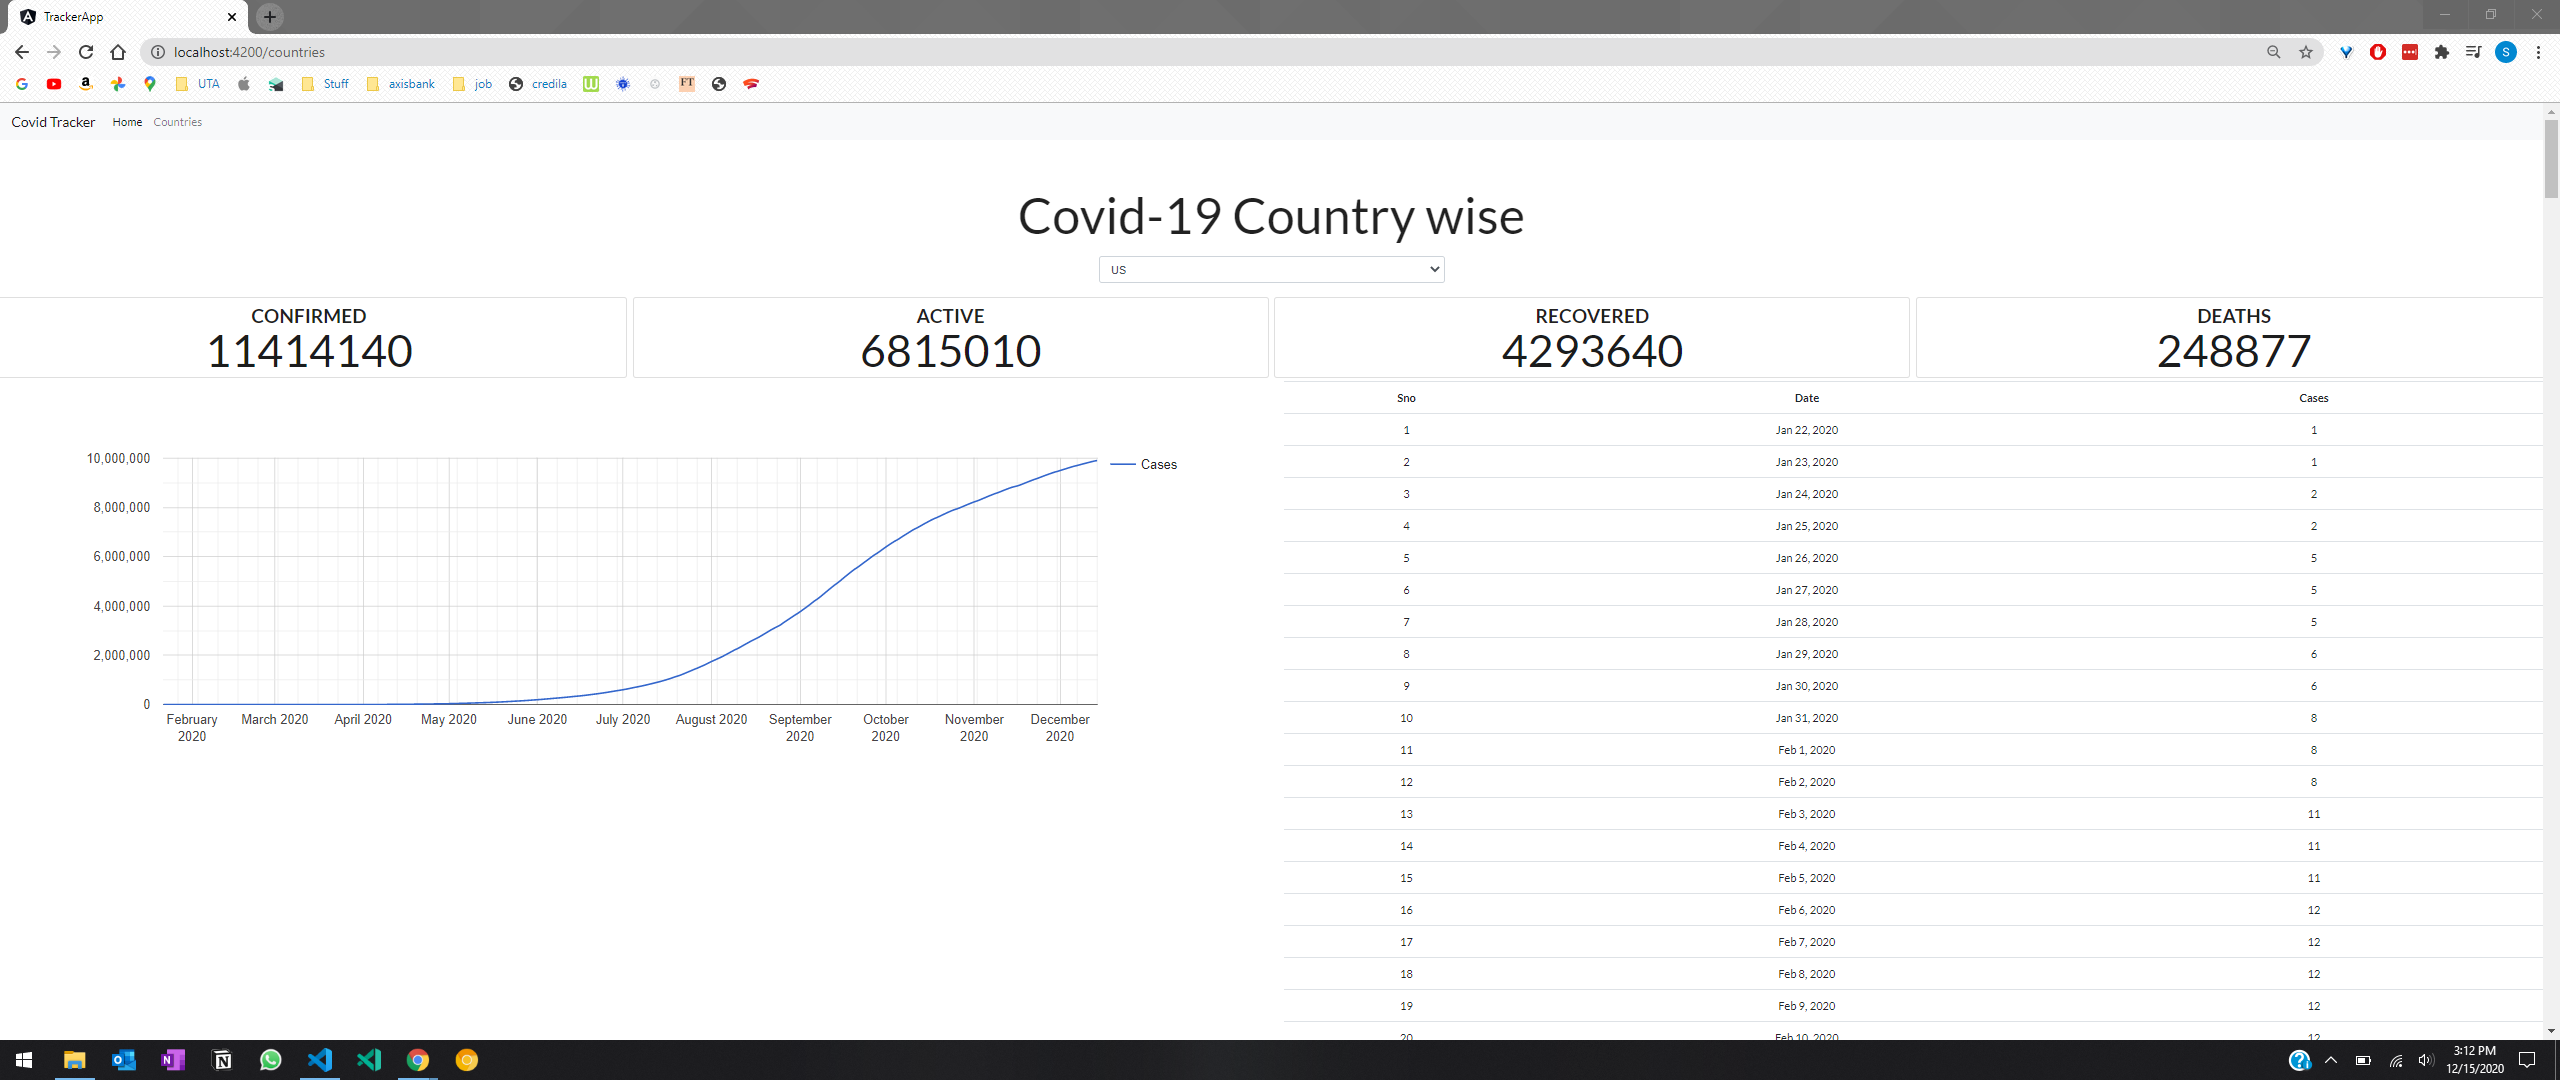 TrackerApp
localhost:4200/countries
UTA
Stuff
axisbank
job
credila
FT
Covid Tracker Home Countries
Covid-19 Country wise
US
CONFIRMED
11414140
ACTIVE
6815010
RECOVERED
4293640
DEATHS
248877
10,000,000
8,000,000
6,000,000
4,000,000
2,000,000
0
Cases
February 2020
March 2020
April 2020
May 2020
June 2020
July 2020
August 2020
September 2020
October 2020
November 2020
December 2020
Sno Date Cases
1 Jan 22, 2020 1
2 Jan 23, 2020 1
3 Jan 24, 2020 2
4 Jan 25, 2020 2
5 Jan 26, 2020 5
6 Jan 27, 2020 5
7 Jan 28, 2020 5
8 Jan 29, 2020 6
9 Jan 30, 2020 6
10 Jan 31, 2020 8
11 Feb 1, 2020 8
12 Feb 2, 2020 8
13 Feb 3, 2020 11
14 Feb 4, 2020 11
15 Feb 5, 2020 11
16 Feb 6, 2020 12
17 Feb 7, 2020 12
18 Feb 8, 2020 12
19 Feb 9, 2020 12
20 Feb 10, 2020 12
3:12 PM
12/15/2020